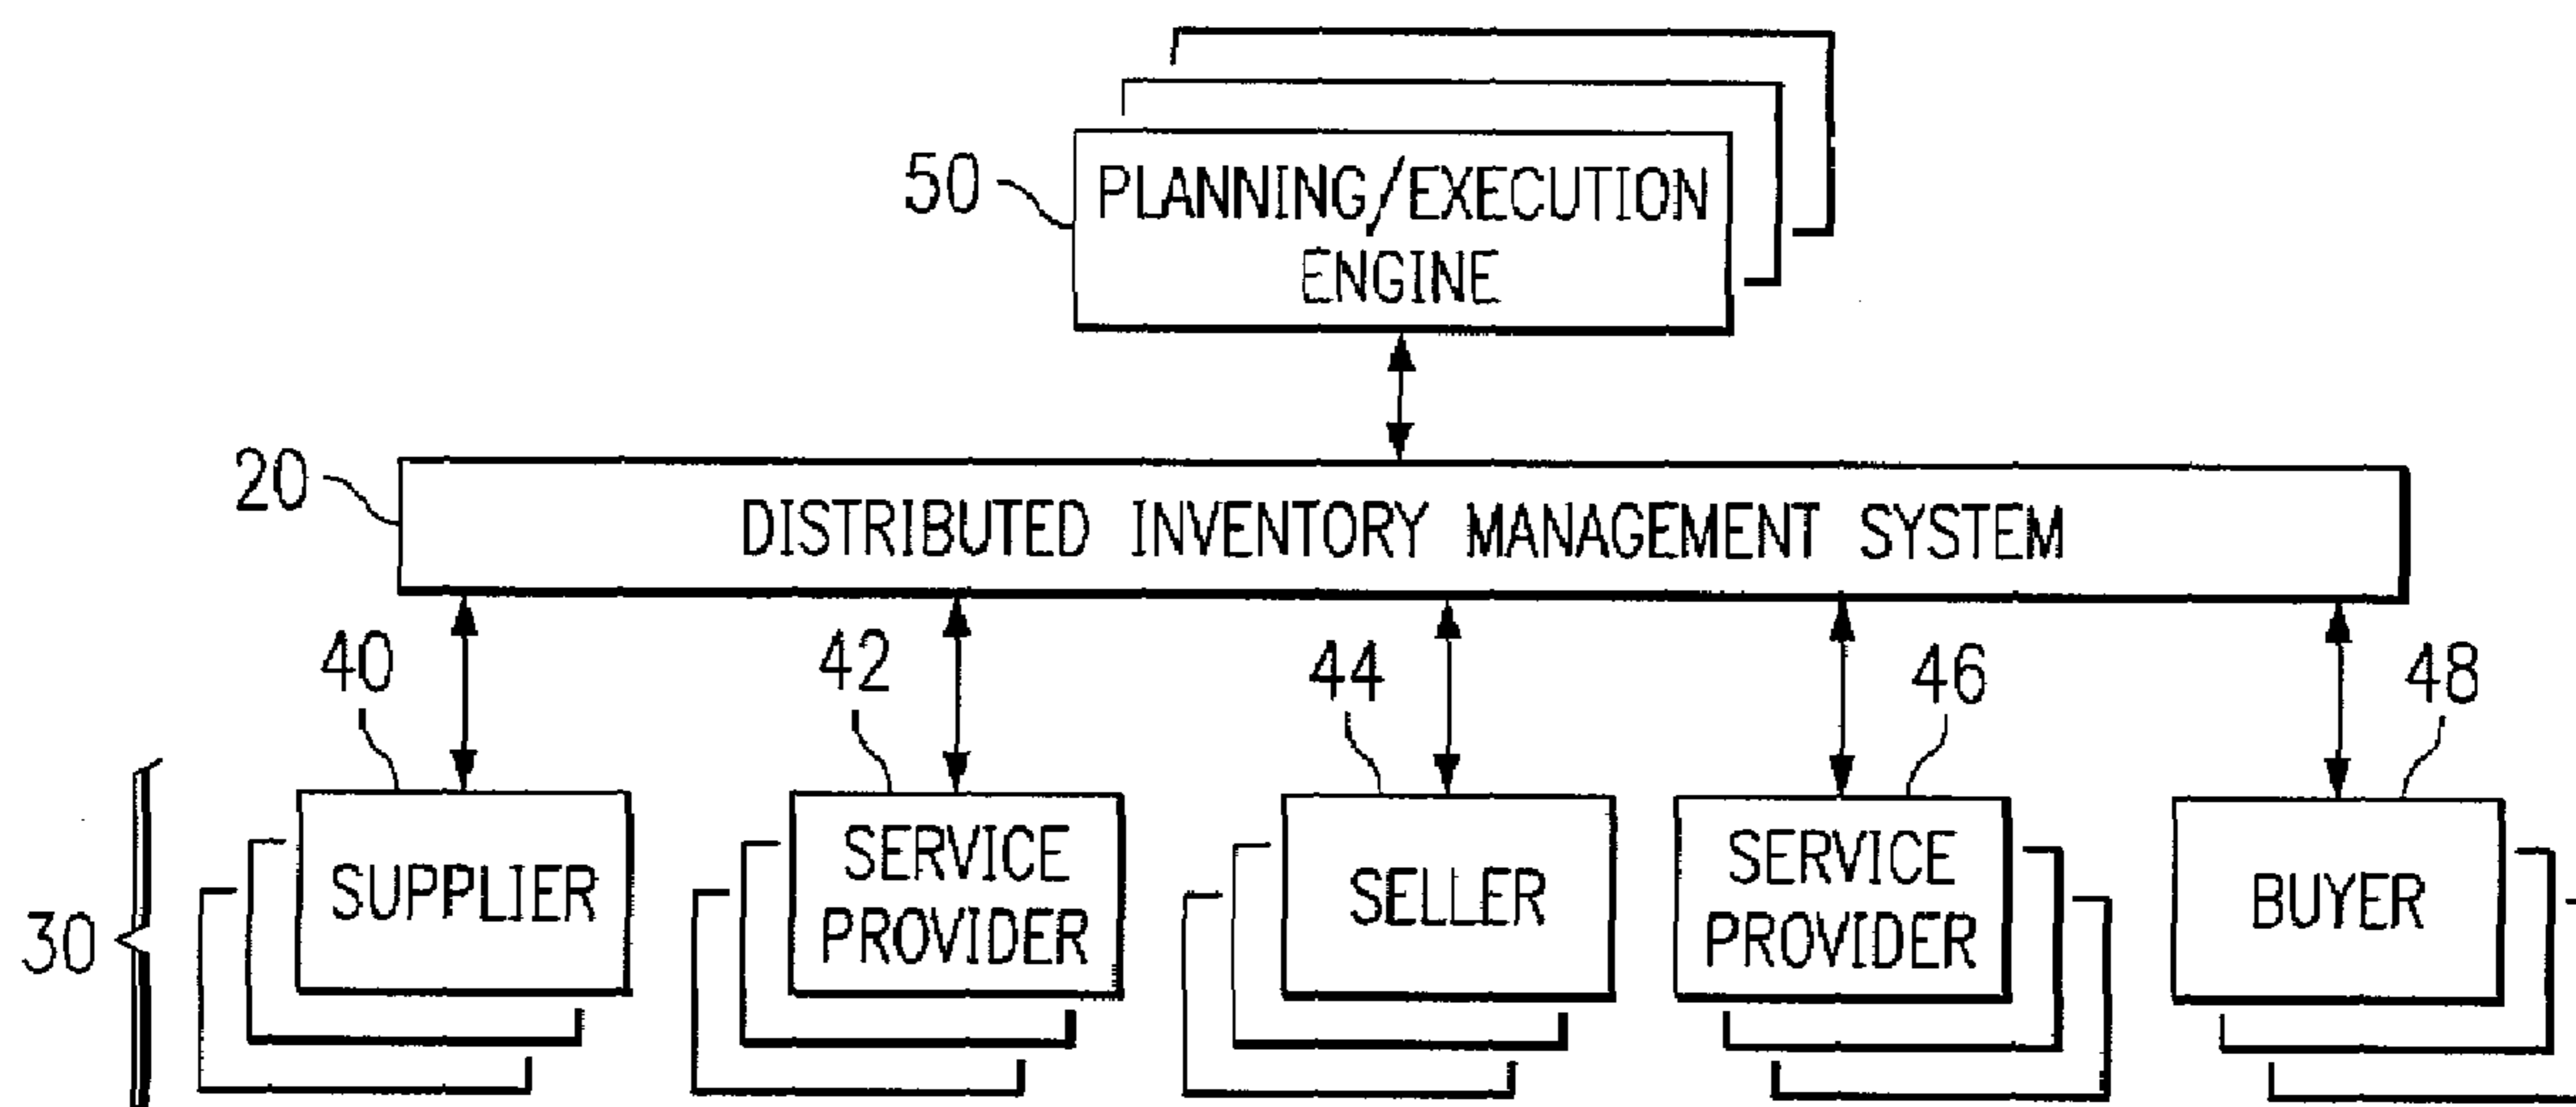 50
PLANNING/EXECUTION
ENGINE
20
DISTRIBUTED INVENTORY MANAGEMENT SYSTEM
40
42
44
46
48
30
SUPPLIER
SERVICE
PROVIDER
SELLER
SERVICE
PROVIDER
BUYER